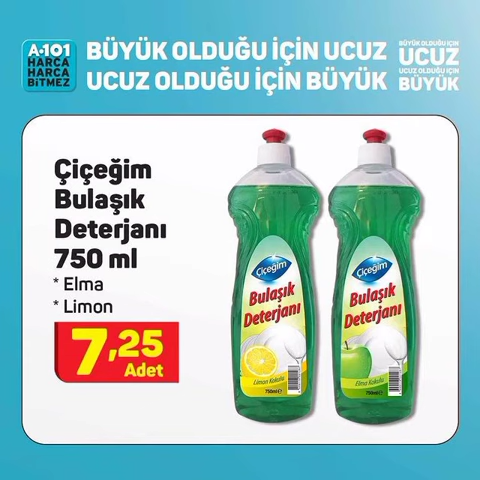 A-101
HARCA
HARCA
BİTMEZ
BÜYÜK OLDUĞU İÇİN UCUZ
UCUZ OLDUĞU İÇİN BÜYÜK
BÜYÜK OLDUĞU İÇİN
UCUZ
UCUZ OLDUĞU İÇİN
BÜYÜK
Çiçeğim
Bulaşık
Deterjanı
750 ml
* Elma
* Limon
7,25
Adet
Çiçeğim
Bulaşık
Deterjanı
Limon Kokulu
750ml e
Çiçeğim
Bulaşık
Deterjanı
Elma Kokulu
750ml e